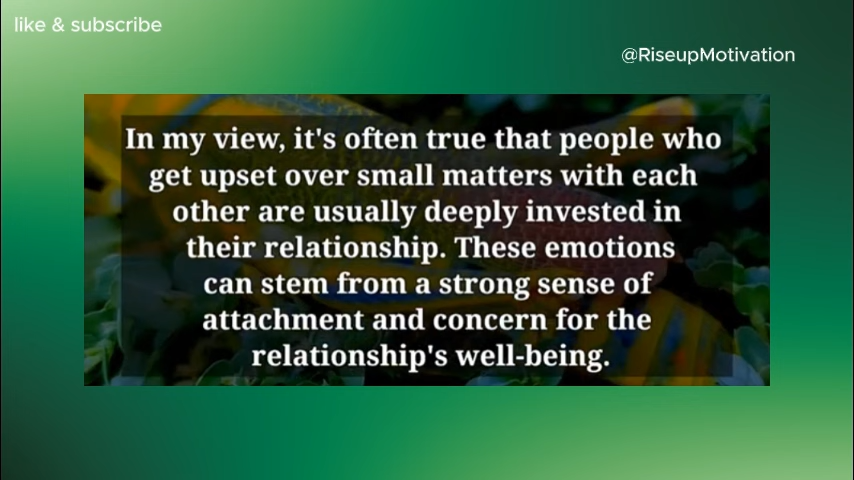 like & subscribe
@RiseupMotivation
In my view, it's often true that people who
get upset over small matters with each
other are usually deeply invested in
their relationship. These emotions
can stem from a strong sense of
attachment and concern for the
relationship's well-being.